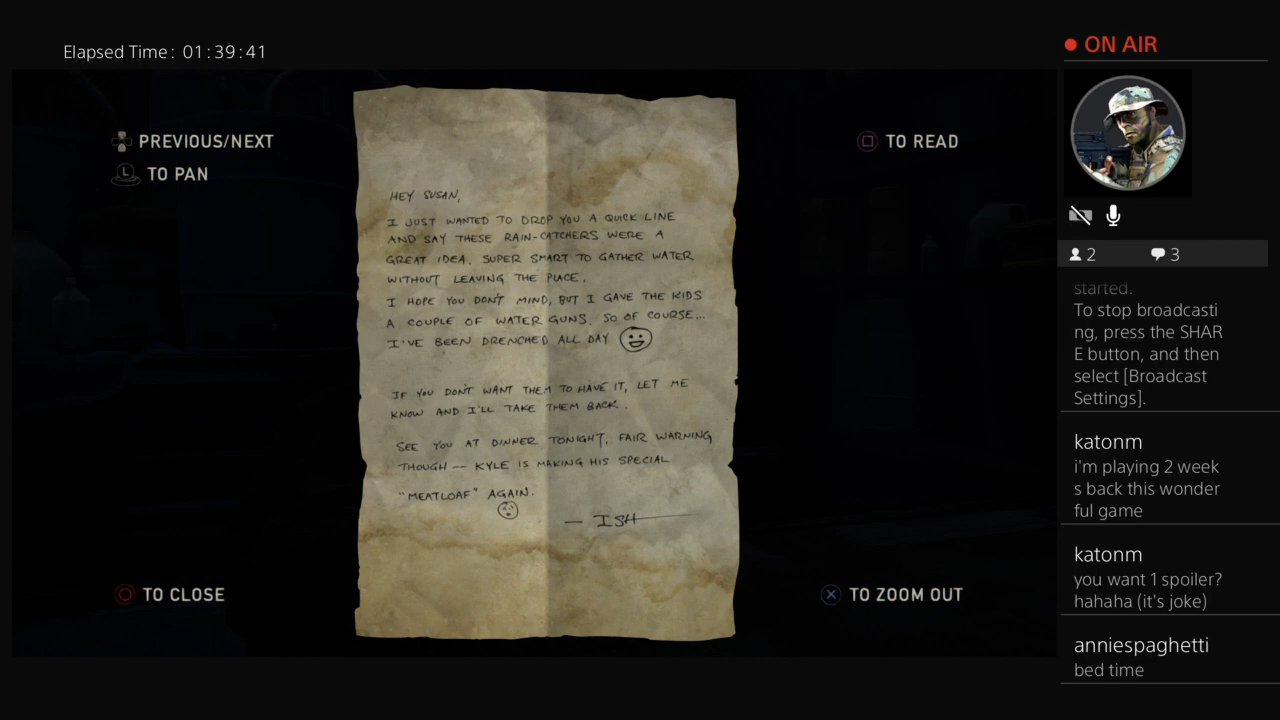 Elapsed Time: 01:39:41
ON AIR
PREVIOUS/NEXT
L
TO PAN
TO READ
HEY SUSAN,
I JUST WANTED TO DROP YOU A QUICK LINE
AND SAY THESE RAIN-CATCHERS WERE A
GREAT IDEA. SUPER SMART TO GATHER WATER
WITHOUT LEAVING THE PLACE.
I HOPE YOU DON'T MIND, BUT I GAVE THE KIDS
A COUPLE OF WATER GUNS. SO OF COURSE...
I'VE BEEN DRENCHED ALL DAY
IF YOU DON'T WANT THEM TO HAVE IT, LET ME
KNOW AND I'LL TAKE THEM BACK.
SEE YOU AT DINNER TONIGHT. FAIR WARNING
THOUGH -- KYLE IS MAKING HIS SPECIAL
"MEATLOAF" AGAIN.
— ISH
TO CLOSE
TO ZOOM OUT
2
3
started.
To stop broadcasti
ng, press the SHAR
E button, and then
select [Broadcast
Settings].
katonm
i'm playing 2 week
s back this wonder
ful game
katonm
you want 1 spoiler?
hahaha (it's joke)
anniespaghetti
bed time